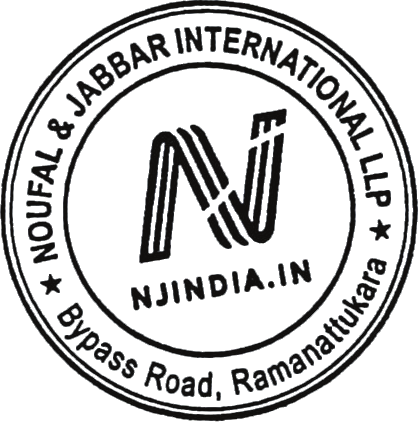 NOUFAL & JABBAR INTERNATIONAL LLP
NJINDIA.IN
★ Bypass Road, Ramanattukara ★